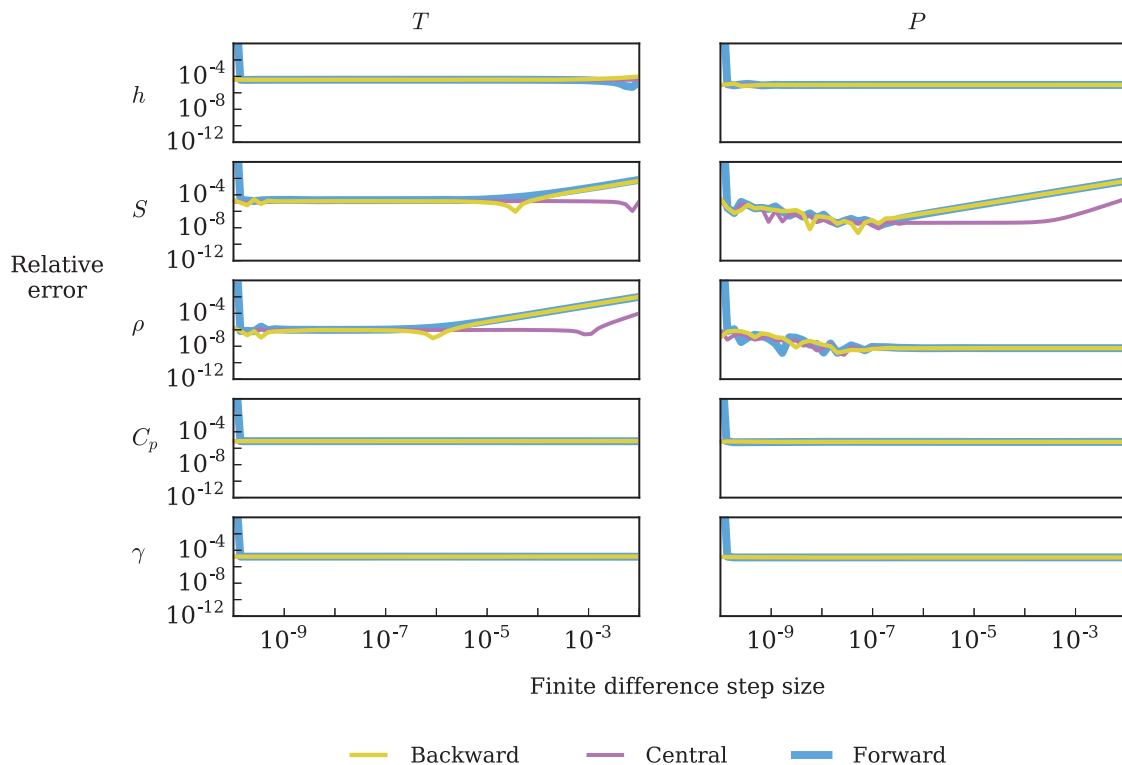 T
P
h
10^-4
10^-8
10^-12
S
10^-4
10^-8
10^-12
Relative
error
ρ
10^-4
10^-8
10^-12
C_p
10^-4
10^-8
10^-12
γ
10^-4
10^-8
10^-12
10^-9 10^-7 10^-5 10^-3
10^-9 10^-7 10^-5 10^-3
Finite difference step size
Backward Central Forward